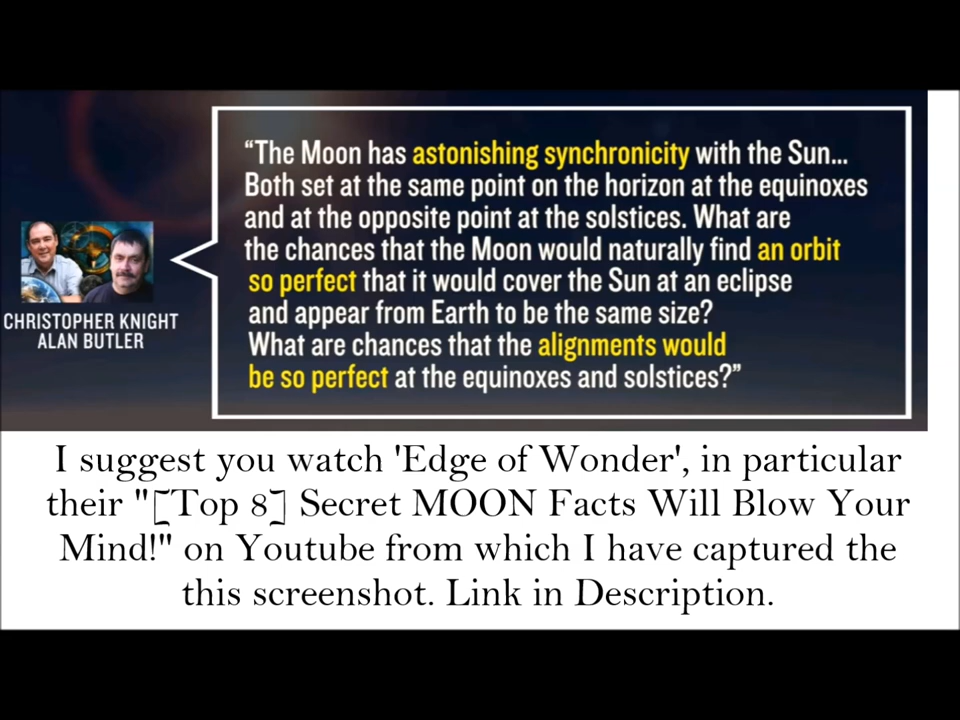 “The Moon has astonishing synchronicity with the Sun...
Both set at the same point on the horizon at the equinoxes
and at the opposite point at the solstices. What are
the chances that the Moon would naturally find an orbit
so perfect that it would cover the Sun at an eclipse
and appear from Earth to be the same size?
What are chances that the alignments would
be so perfect at the equinoxes and solstices?”
CHRISTOPHER KNIGHT
ALAN BUTLER
I suggest you watch 'Edge of Wonder', in particular
their "[Top 8] Secret MOON Facts Will Blow Your
Mind!" on Youtube from which I have captured the
this screenshot. Link in Description.